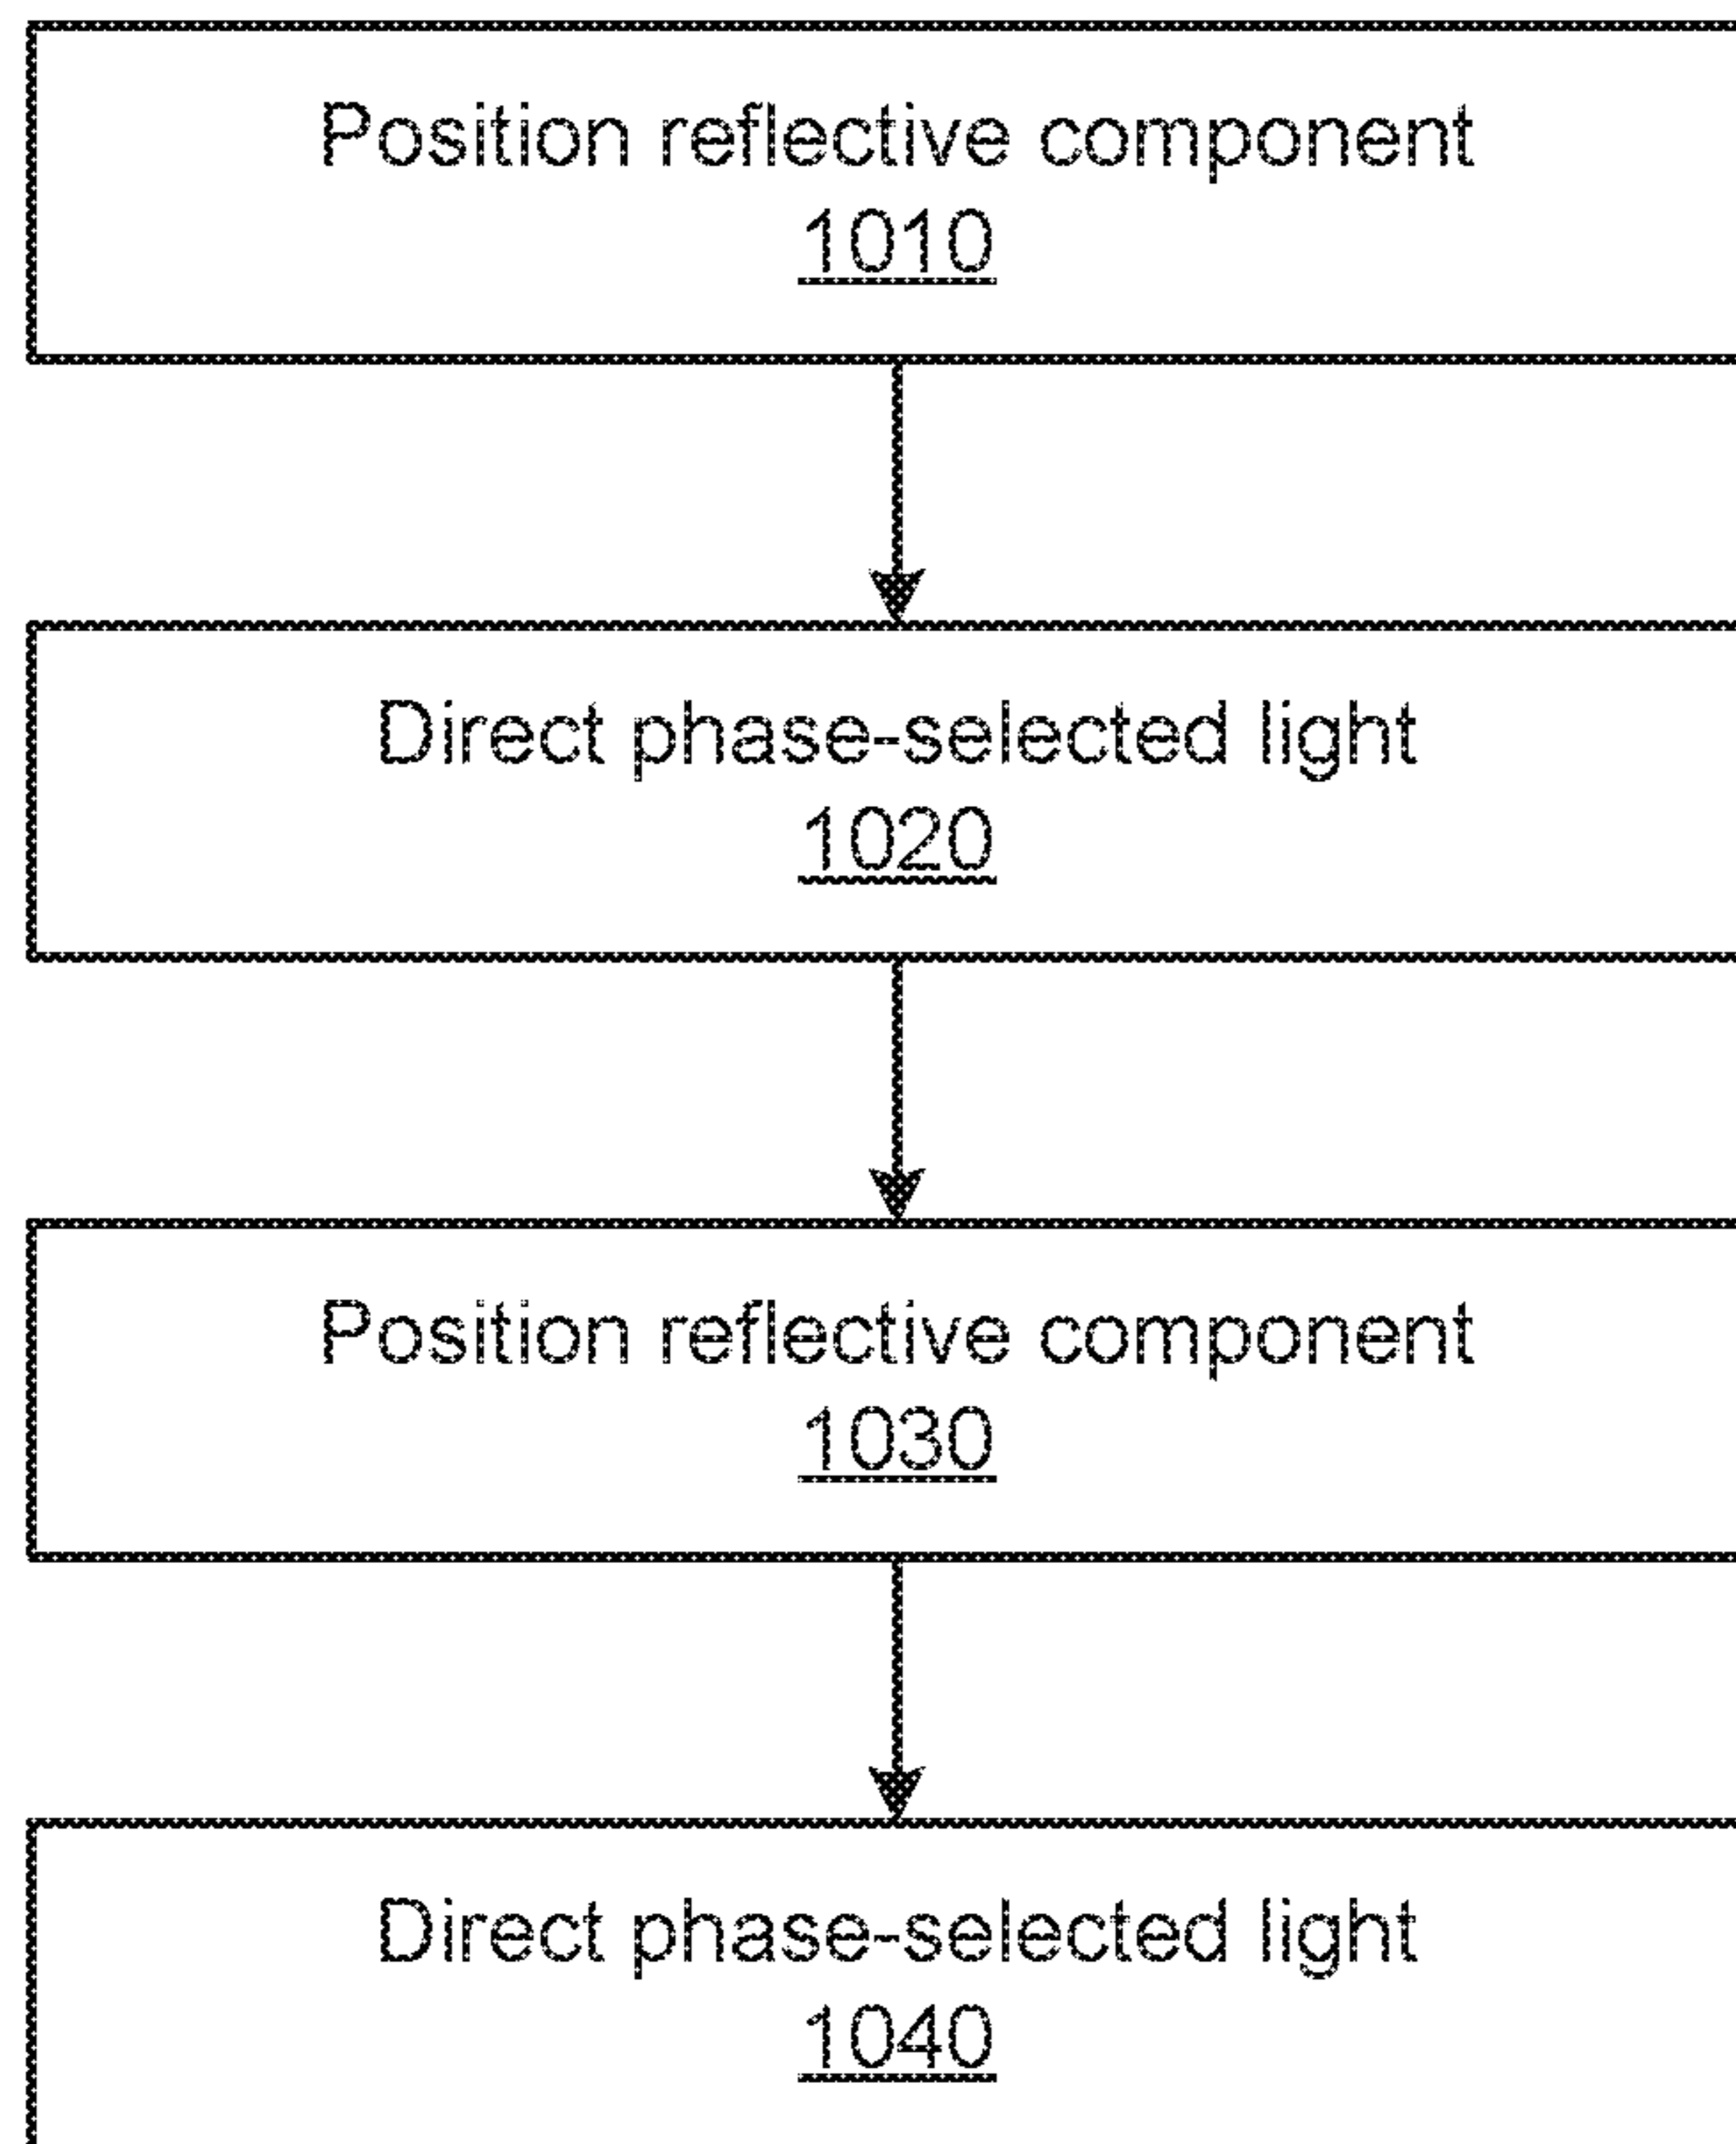 Position reflective component
1010
Direct phase-selected light
1020
Position reflective component
1030
Direct phase-selected light
1040